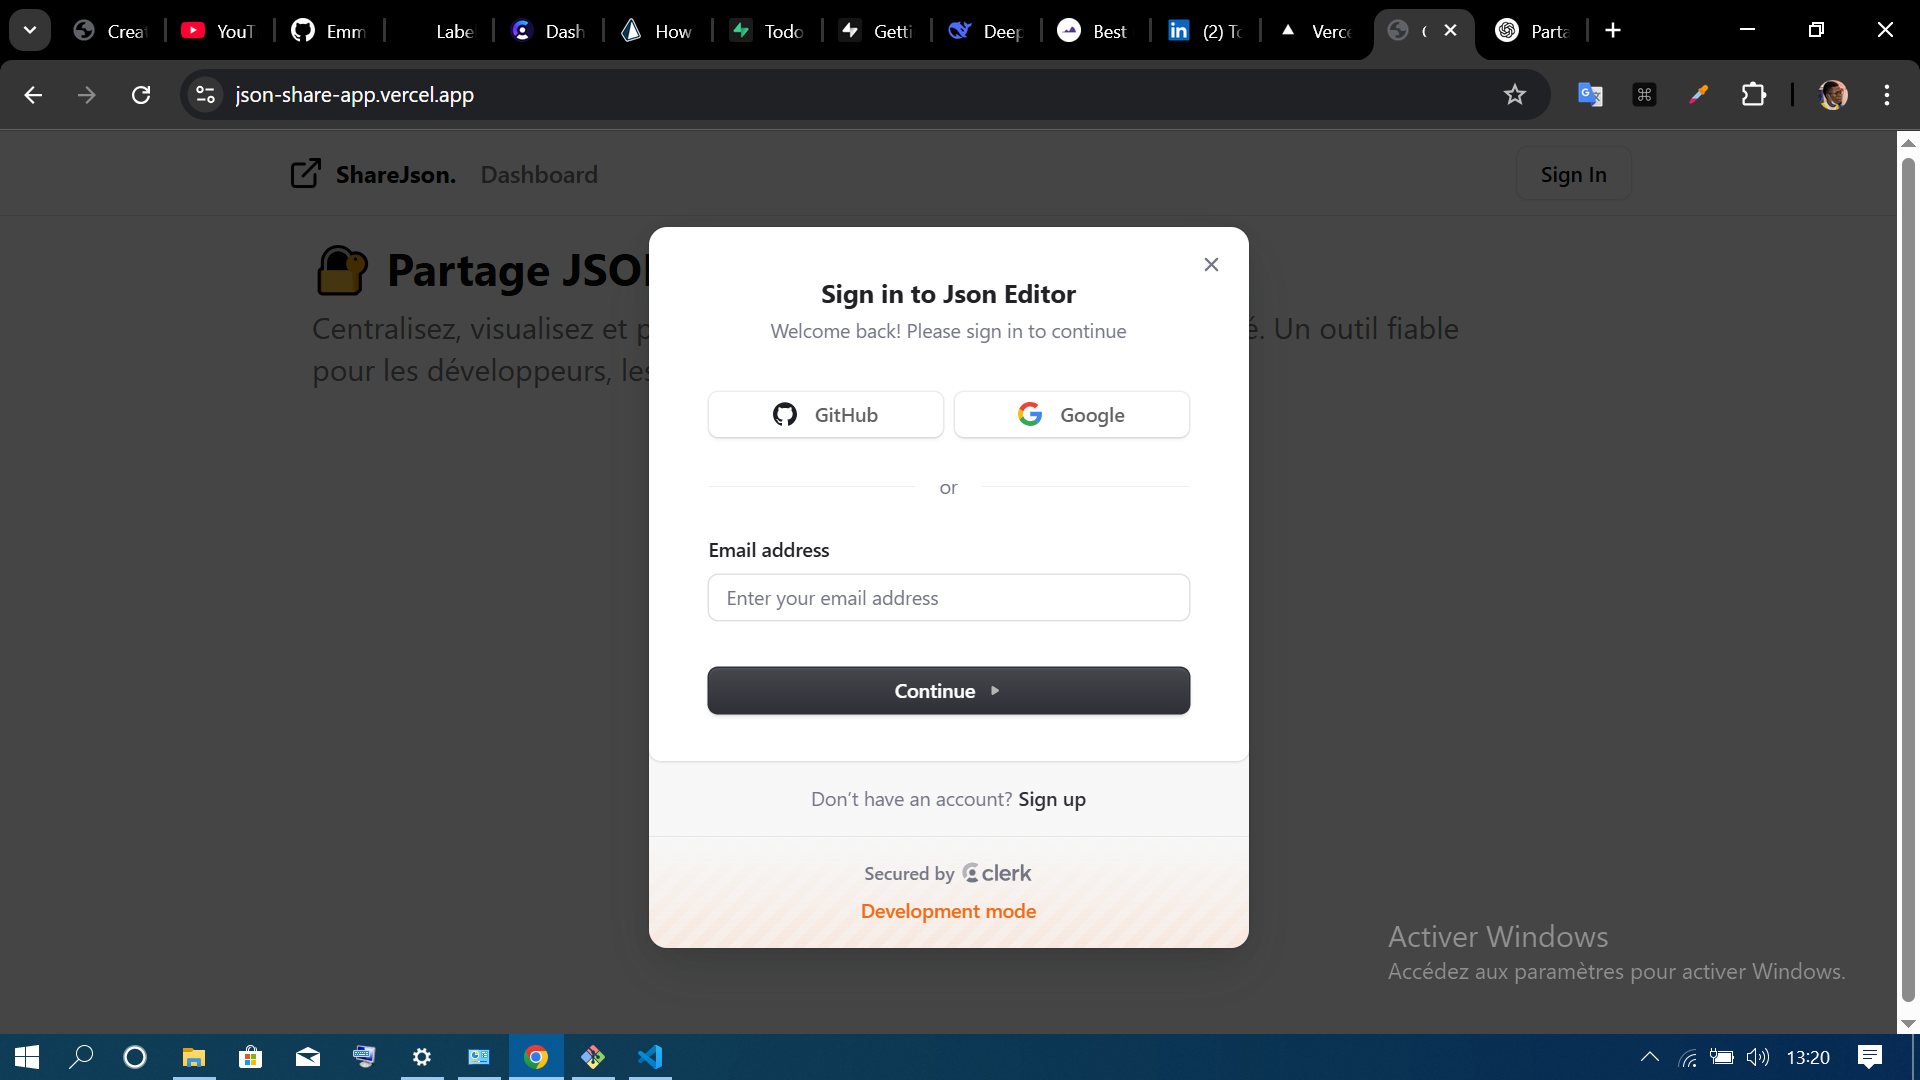 Crea
YouT
Emm
Labe
Dash
How
Todo
Getti
Deep
Best
(2) To
Verce
Parta
json-share-app.vercel.app
ShareJson.
Dashboard
Sign In
Partage JSO
Centralisez, visualisez et p
é. Un outil fiable
pour les développeurs, les
Sign in to Json Editor
Welcome back! Please sign in to continue
GitHub
Google
or
Email address
Enter your email address
Continue
Don't have an account? Sign up
Secured by clerk
Development mode
Activer Windows
Accédez aux paramètres pour activer Windows.
13:20